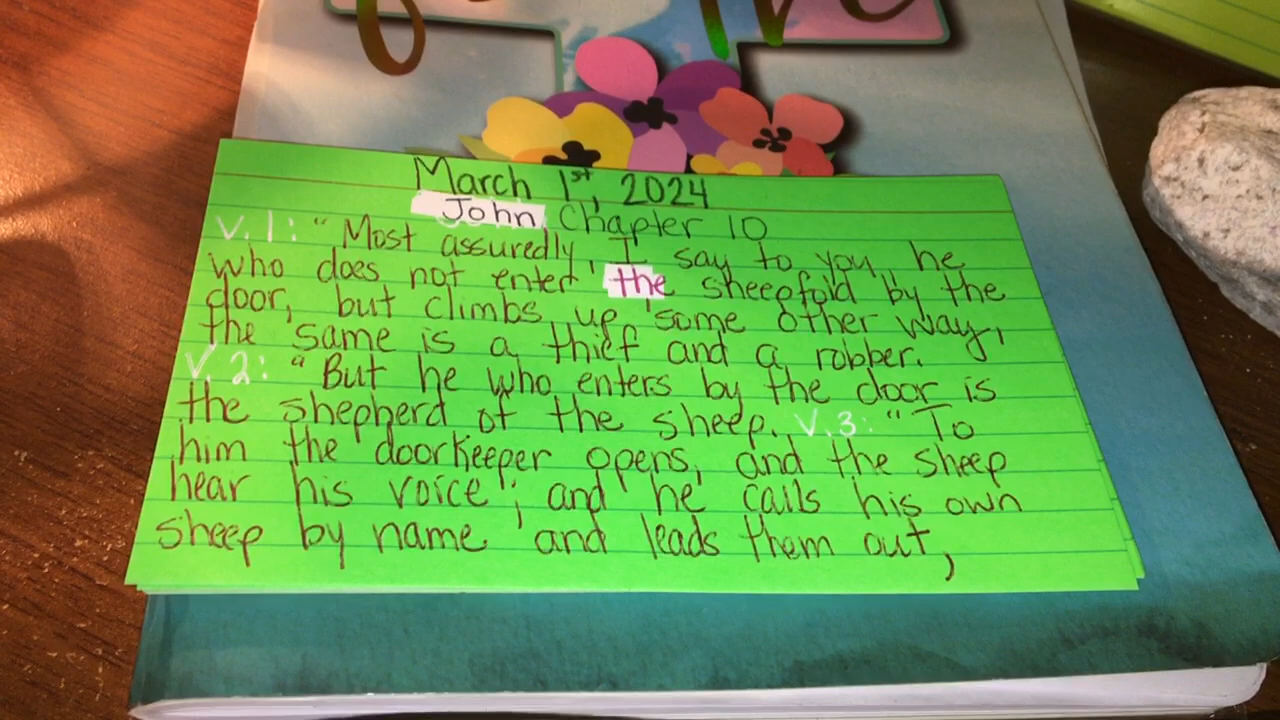 March 1st, 2024
John Chapter 10
V.1: "Most assuredly, I say to you, he
who does not enter the sheepfold by the
door, but climbs up some other way,
the same is a thief and a robber.
V.2: "But he who enters by the door is
the shepherd of the sheep. V.3: "To
him the doorkeeper opens, and the sheep
hear his voice; and he calls his own
sheep by name and leads them out,